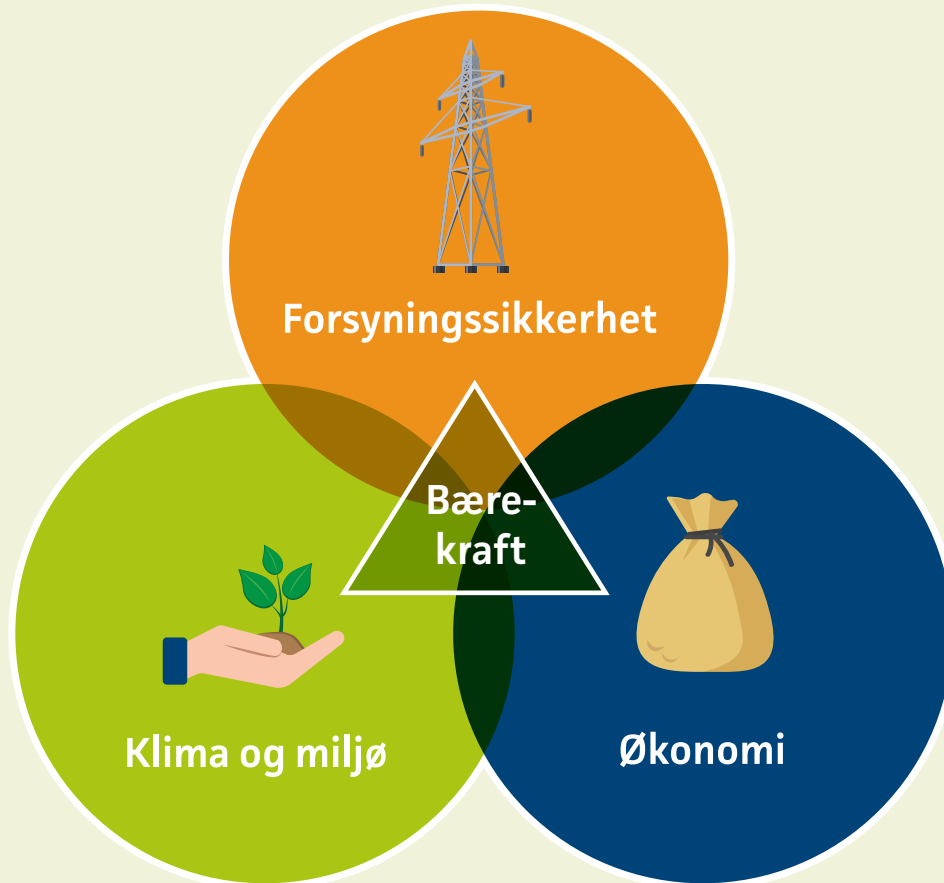 Forsyningssikkerhet
Bære-
kraft
Klima og miljø
Økonomi